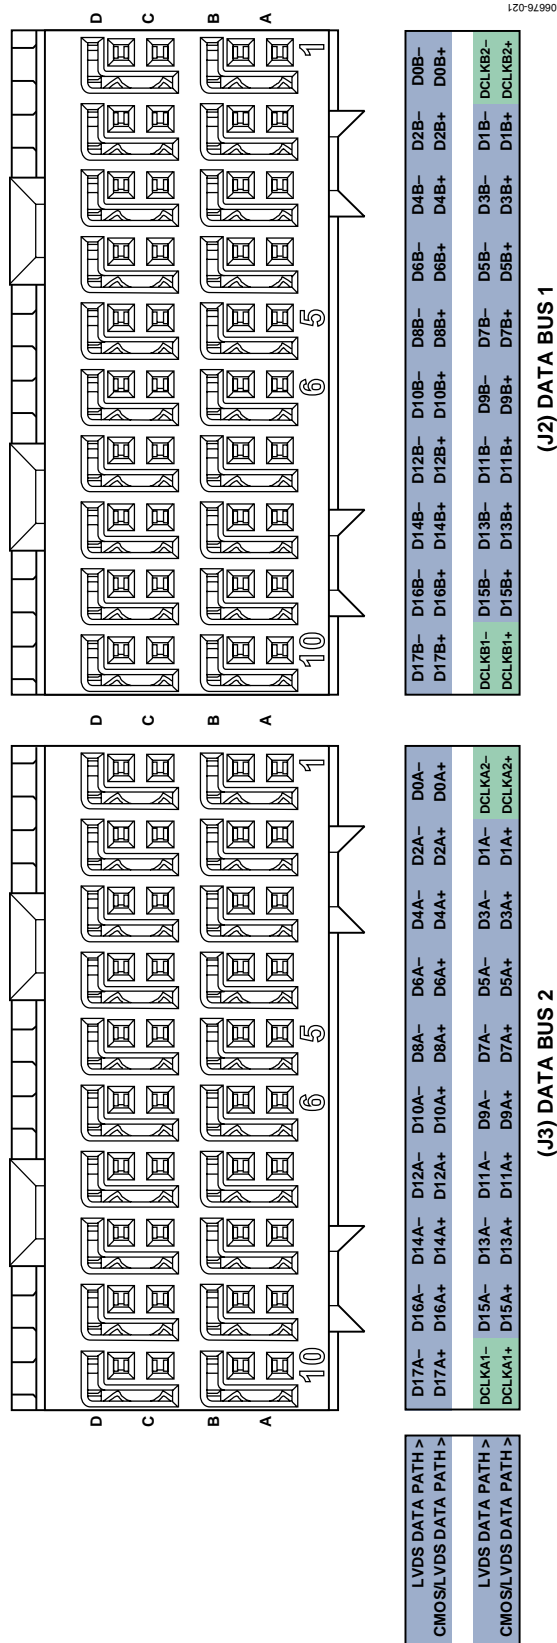 D D D
C C C
B B B
A A A
10 6 5 1 10 6 5 1
LVDS DATA PATH > D17A– D16A– D14A– D12A– D10A– D8A– D6A– D4A– D2A– D0A– D17B– D16B– D14B– D12B– D10B– D8B– D6B– D4B– D2B– D0B–
CMOS/LVDS DATA PATH > D17A+ D16A+ D14A+ D12A+ D10A+ D8A+ D6A+ D4A+ D2A+ D0A+ D17B+ D16B+ D14B+ D12B+ D10B+ D8B+ D6B+ D4B+ D2B+ D0B+
LVDS DATA PATH > DCLKA1– D15A– D13A– D11A– D9A– D7A– D5A– D3A– D1A– DCLKA2– DCLKB1– D15B– D13B– D11B– D9B– D7B– D5B– D3B– D1B– DCLKB2–
CMOS/LVDS DATA PATH > DCLKA1+ D15A+ D13A+ D11A+ D9A+ D7A+ D5A+ D3A+ D1A+ DCLKA2+ DCLKB1+ D15B+ D13B+ D11B+ D9B+ D7B+ D5B+ D3B+ D1B+ DCLKB2+
(J3) DATA BUS 2 (J2) DATA BUS 1
06676-021